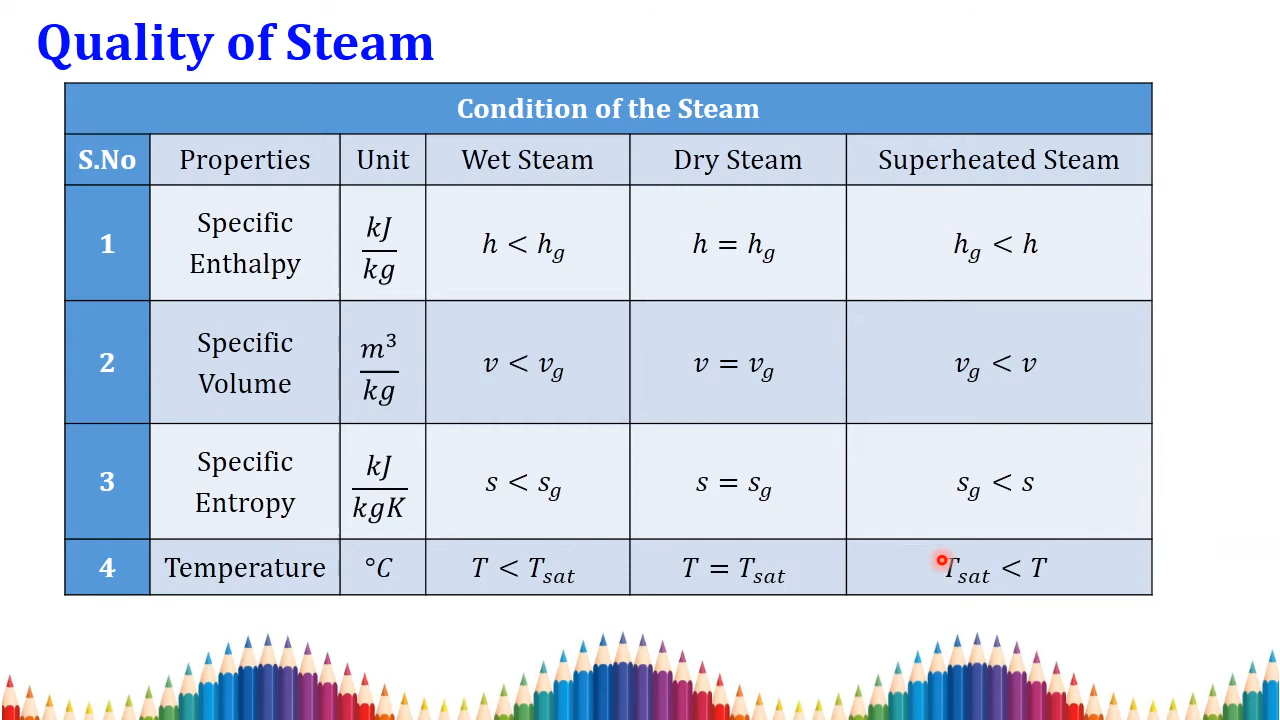 Quality of Steam
Condition of the Steam
S.No Properties Unit Wet Steam Dry Steam Superheated Steam
1 Specific Enthalpy kJ/kg h < h_g h = h_g h_g < h
2 Specific Volume m³/kg v < v_g v = v_g v_g < v
3 Specific Entropy kJ/kgK s < s_g s = s_g s_g < s
4 Temperature °C T < T_sat T = T_sat T_sat < T